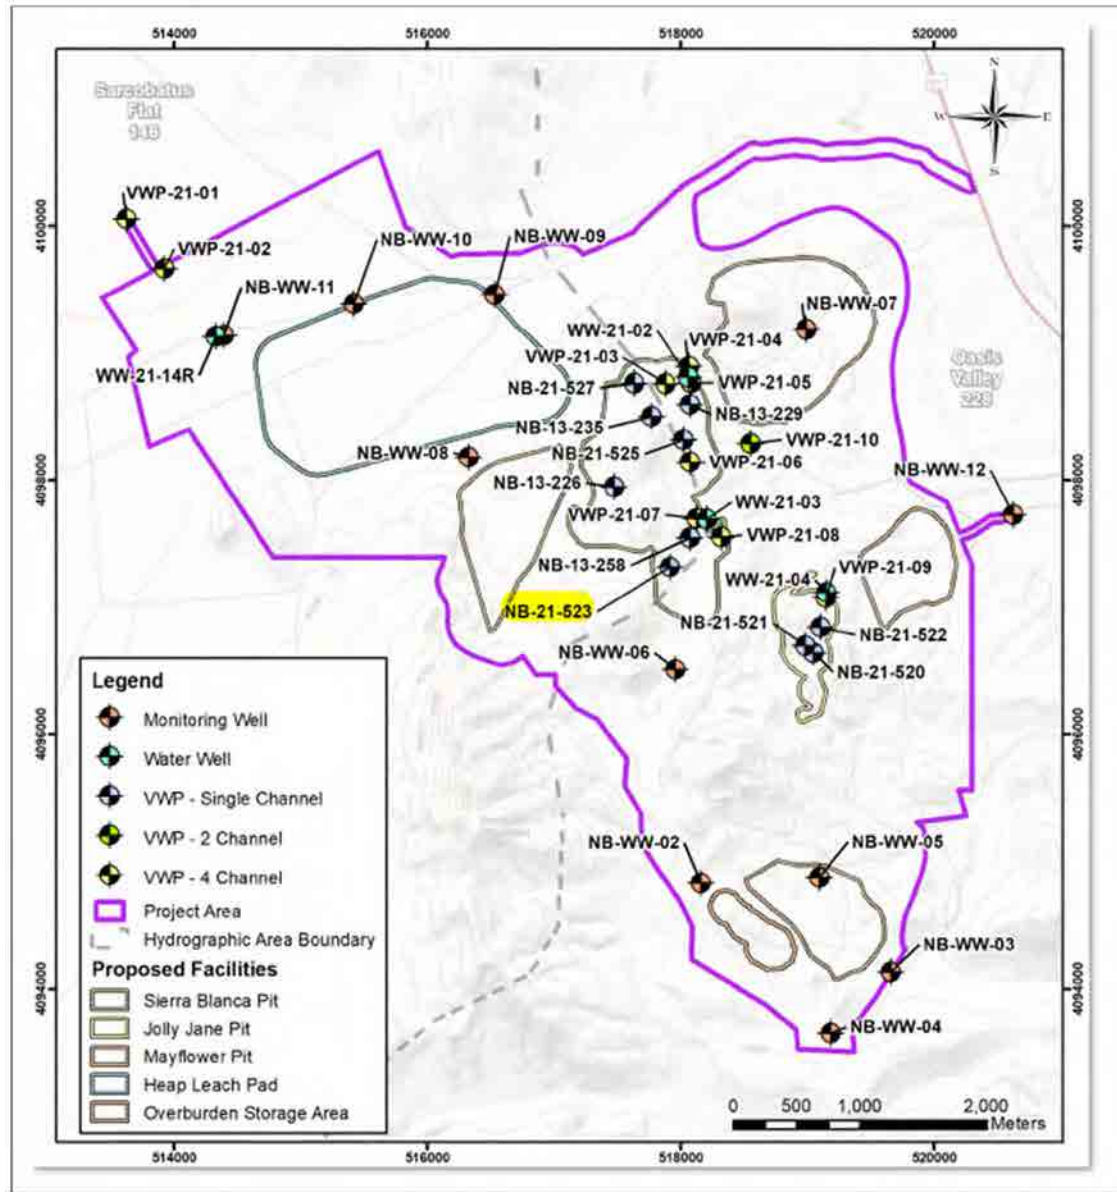 514000
516000
518000
520000
Sarcobatus
Flat
146
N
W
E
S
VWP-21-01
4100000
4100000
VWP-21-02
NB-WW-10
NB-WW-09
NB-WW-11
NB-WW-07
WW-21-02
VWP-21-04
VWP-21-03
Oasis
Valley
228
WW-21-14R
NB-21-527
VWP-21-05
NB-13-229
NB-13-235
VWP-21-10
NB-WW-08
NB-21-525
VWP-21-06
NB-WW-12
4098000
4098000
NB-13-226
WW-21-03
VWP-21-07
VWP-21-08
NB-13-258
VWP-21-09
WW-21-04
NB-21-523
NB-21-521
NB-21-522
NB-WW-06
NB-21-520
Legend
Monitoring Well
Water Well
VWP - Single Channel
VWP - 2 Channel
VWP - 4 Channel
Project Area
Hydrographic Area Boundary
Proposed Facilities
Sierra Blanca Pit
Jolly Jane Pit
Mayflower Pit
Heap Leach Pad
Overburden Storage Area
4096000
4096000
NB-WW-02
NB-WW-05
NB-WW-03
4094000
4094000
NB-WW-04
0 500 1,000 2,000
Meters
514000
516000
518000
520000